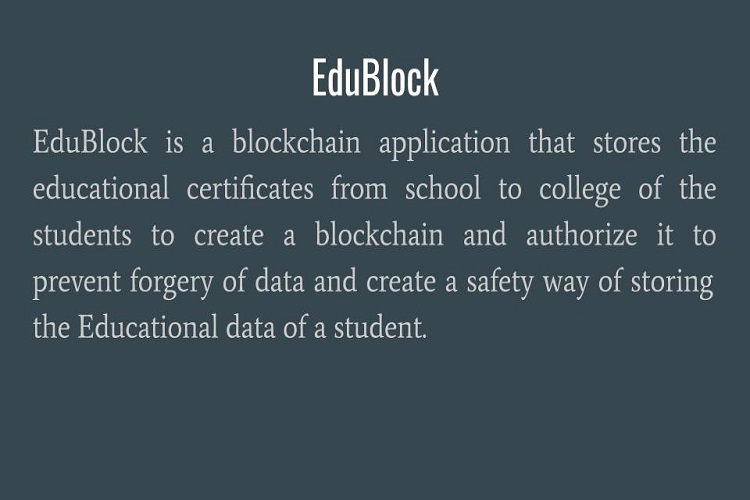 EduBlock
EduBlock is a blockchain application that stores the
educational certificates from school to college of the
students to create a blockchain and authorize it to
prevent forgery of data and create a safety way of storing
the Educational data of a student.